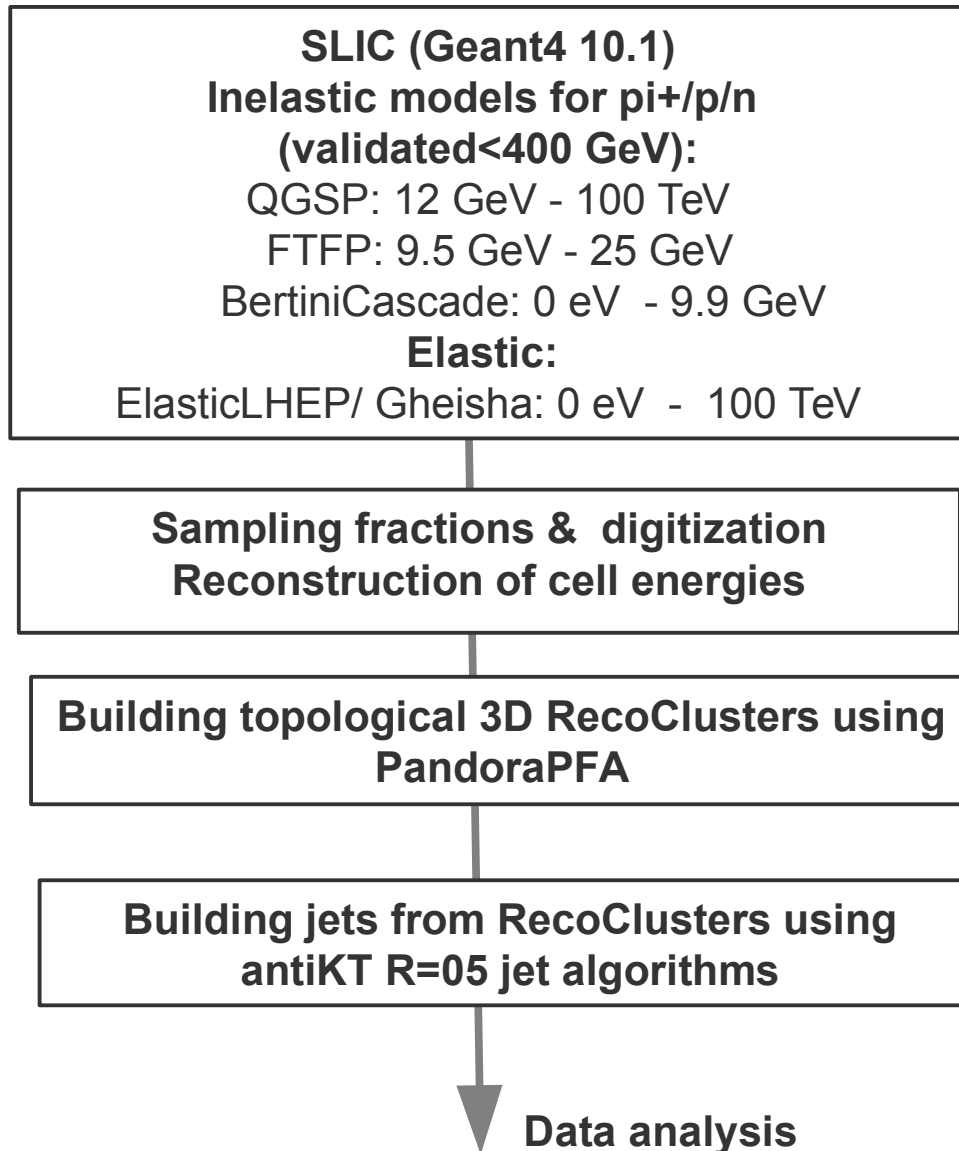 SLIC (Geant4 10.1)
Inelastic models for pi+/p/n
(validated<400 GeV):
QGSP: 12 GeV - 100 TeV
FTFP: 9.5 GeV - 25 GeV
BertiniCascade: 0 eV - 9.9 GeV
Elastic:
ElasticLHEP/ Gheisha: 0 eV - 100 TeV
Sampling fractions & digitization
Reconstruction of cell energies
Building topological 3D RecoClusters using
PandoraPFA
Building jets from RecoClusters using
antiKT R=05 jet algorithms
Data analysis